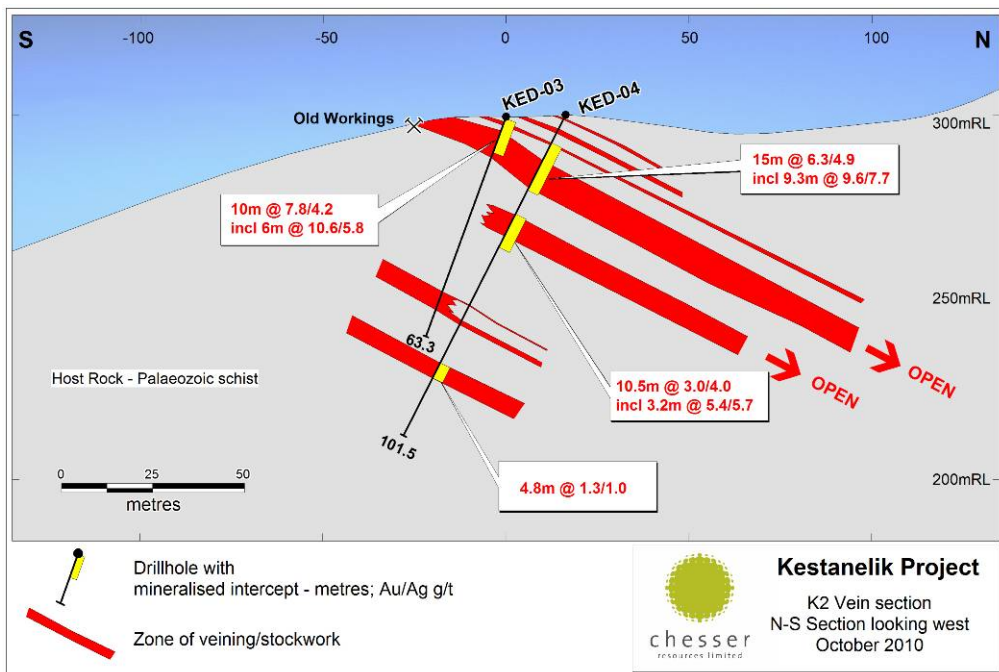 S
-100
-50
0
50
100
N
KED-03
KED-04
Old Workings
300mRL
15m @ 6.3/4.9
incl 9.3m @ 9.6/7.7
10m @ 7.8/4.2
incl 6m @ 10.6/5.8
250mRL
63.3
OPEN
OPEN
Host Rock - Palaeozoic schist
10.5m @ 3.0/4.0
incl 3.2m @ 5.4/5.7
101.5
0
25
50
metres
4.8m @ 1.3/1.0
200mRL
Drillhole with
mineralised intercept - metres; Au/Ag g/t
Zone of veining/stockwork
chesser
resources limited
Kestanelik Project
K2 Vein section
N-S Section looking west
October 2010